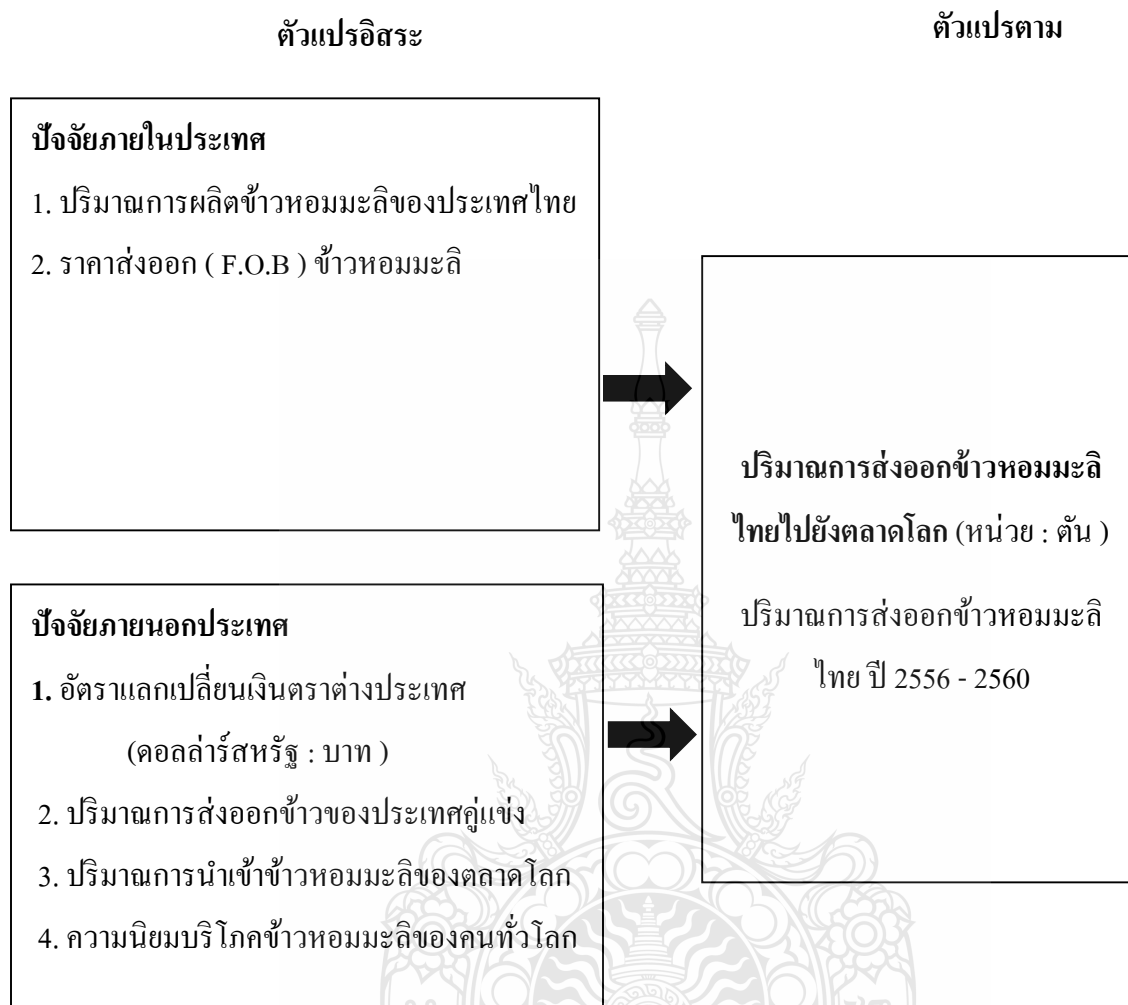 ตัวแปรอิสระ
ตัวแปรตาม
ปัจจัยภายในประเทศ
1. ปริมาณการผลิตข้าวหอมมะลิของประเทศไทย
2. ราคาส่งออก ( F.O.B ) ข้าวหอมมะลิ
ปัจจัยภายนอกประเทศ
1. อัตราแลกเปลี่ยนเงินตราต่างประเทศ
(ดอลล่าร์สหรัฐ : บาท )
2. ปริมาณการส่งออกข้าวของประเทศคู่แข่ง
3. ปริมาณการนำเข้าข้าวหอมมะลิของตลาดโลก
4. ความนิยมบริโภคข้าวหอมมะลิของคนทั่วโลก
ปริมาณการส่งออกข้าวหอมมะลิ
ไทยไปยังตลาดโลก (หน่วย : ตัน )
ปริมาณการส่งออกข้าวหอมมะลิ
ไทย ปี 2556 - 2560